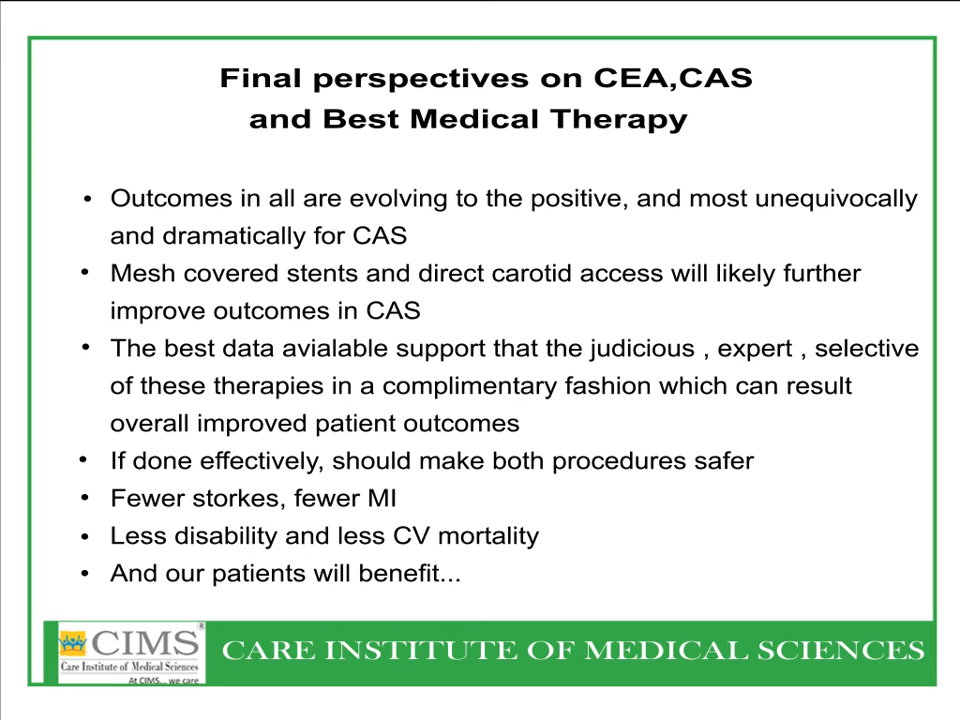 Final perspectives on CEA,CAS
and Best Medical Therapy
• Outcomes in all are evolving to the positive, and most unequivocally
and dramatically for CAS
• Mesh covered stents and direct carotid access will likely further
improve outcomes in CAS
• The best data avialable support that the judicious , expert , selective
of these therapies in a complimentary fashion which can result
overall improved patient outcomes
• If done effectively, should make both procedures safer
• Fewer storkes, fewer MI
• Less disability and less CV mortality
• And our patients will benefit...
CIMS®
Care Institute of Medical Sciences
At CIMS... we care
CARE INSTITUTE OF MEDICAL SCIENCES